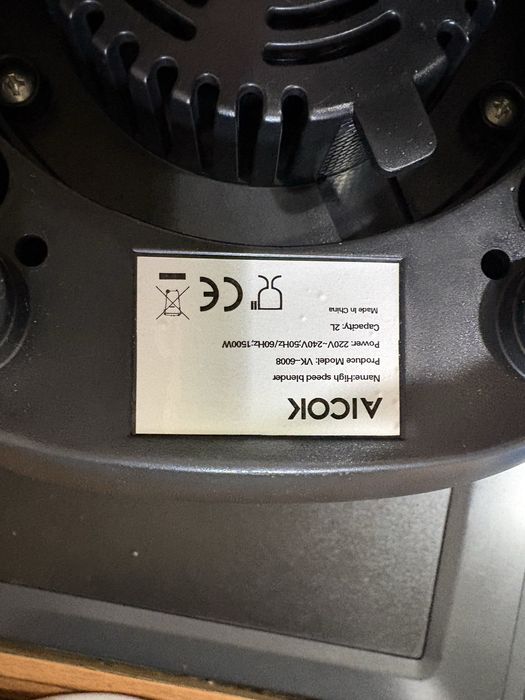 AICOK
Name:High speed blender
Produce Model: VK-6008
Power: 220V~240V;50Hz/60Hz;1500W
Capacity: 2L
Made In China
CE